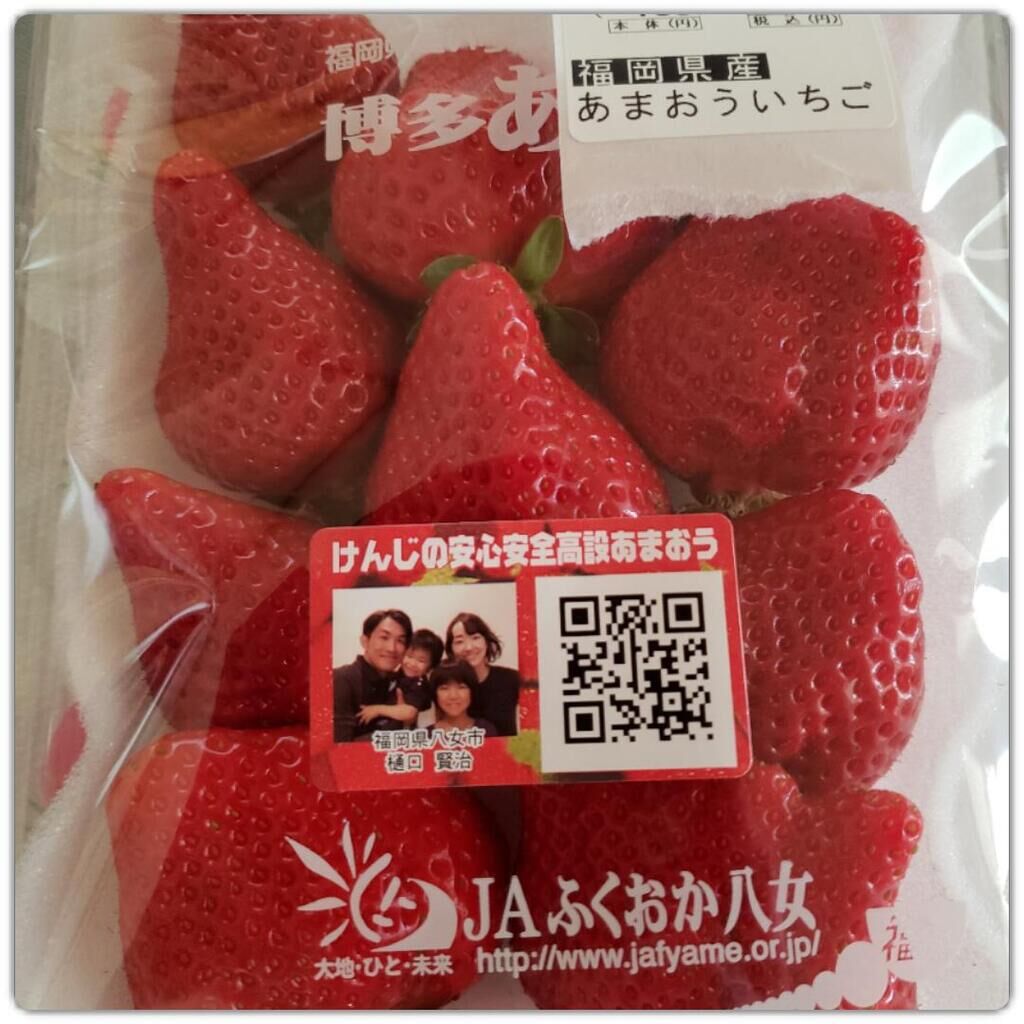 本体(円) 税込(円)
福岡県産
あまおういちご
福岡
博多あ
けんじの安心安全高設あまおう
福岡県八女市
樋口 賢治
JAふくおか八女
大地・ひと・未来
http://www.jafyame.or.jp/
福